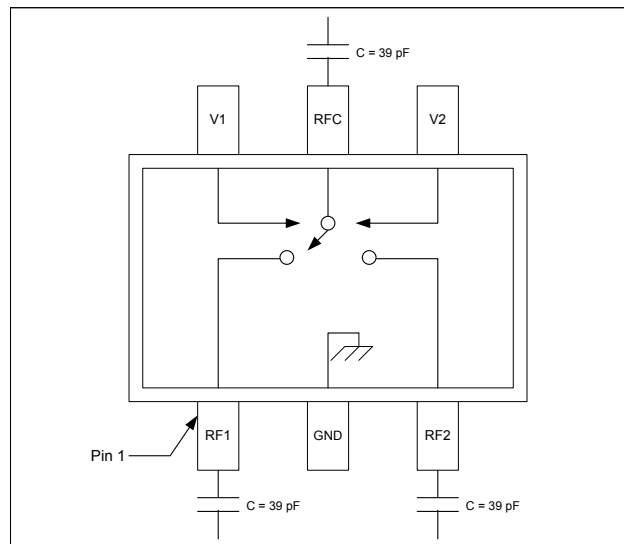 C = 39 pF
V1
RFC
V2
RF1
GND
RF2
Pin 1
C = 39 pF
C = 39 pF